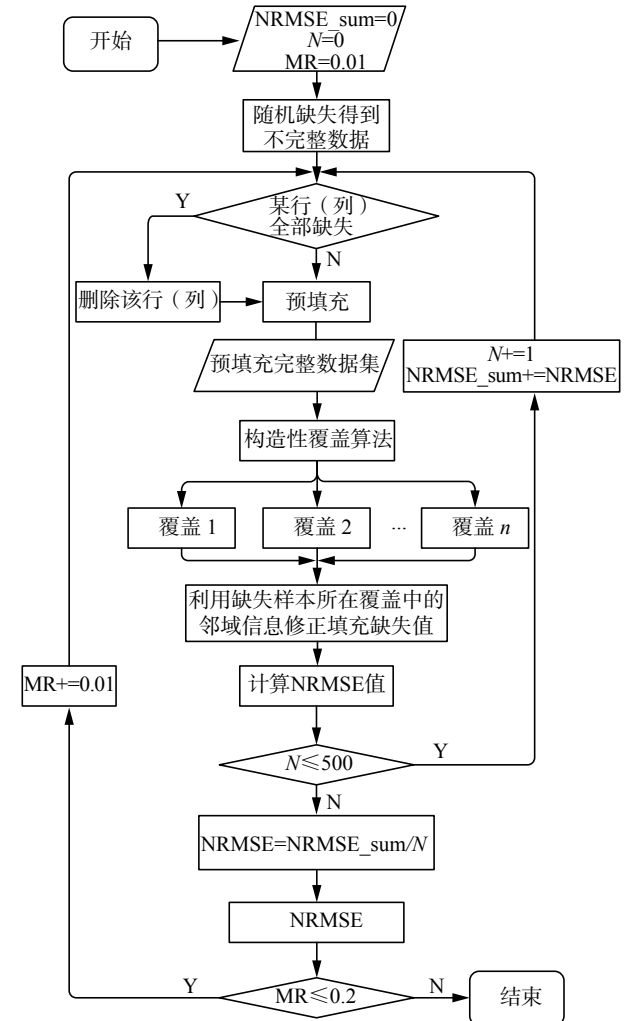 开始
NRMSE_sum=0
N=0
MR=0.01
随机缺失得到
不完整数据
Y
某行（列）
全部缺失
N
删除该行（列）
预填充
预填充完整数据集
N+=1
NRMSE_sum+=NRMSE
构造性覆盖算法
覆盖 1
覆盖 2
···
覆盖 n
利用缺失样本所在覆盖中的
邻域信息修正填充缺失值
MR+=0.01
计算NRMSE值
N≤500
Y
N
NRMSE=NRMSE_sum/N
NRMSE
Y
MR≤0.2
N
结束